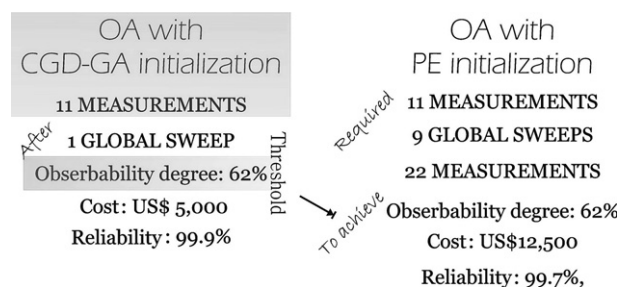 OA with
CGD-GA initialization
11 MEASUREMENTS
After
1 GLOBAL SWEEP
Threshold
Obserbability degree: 62%
Cost: US$ 5,000
Reliability: 99.9%
OA with
PE initialization
Required
11 MEASUREMENTS
9 GLOBAL SWEEPS
22 MEASUREMENTS
To achieve
Obserbability degree: 62%
Cost: US$12,500
Reliability: 99.7%,